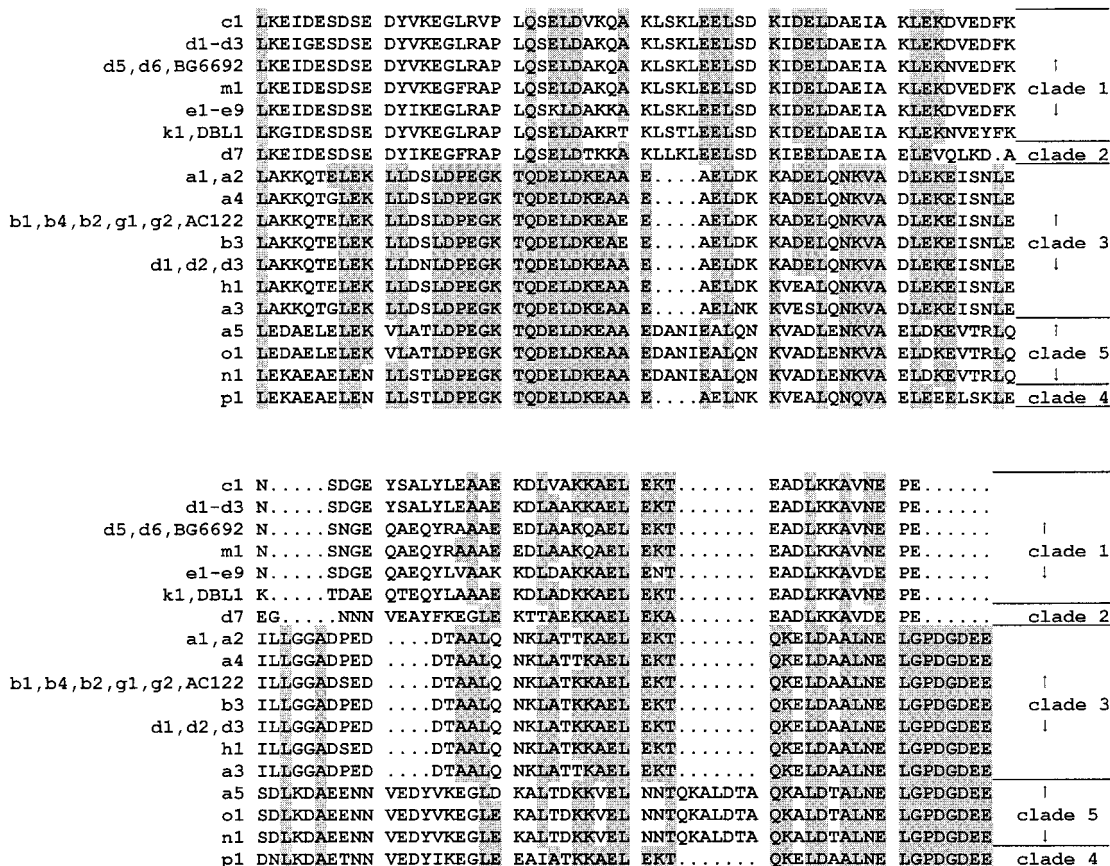 c1 LKEIDESDSE DYVKEGLRVP LQSELDVKQA KLSKLEELSD KIDELDAEIA KLEKDVEDFK
d1-d3 LKEIGESDSE DYVKEGLRAP LQSELDAKQA KLSKLEELSD KIDELDAEIA KLEKDVEDFK
d5,d6,BG6692 LKEIDESDSE DYVKEGLRAP LQSELDAKQA KLSKLEELSD KIDELDAEIA KLEKNVEDFK ↑
m1 LKEIDESDSE DYVKEGFRAP LQSELDAKQA KLSKLEELSD KIDELDAEIA KLEKDVEDFK clade 1
e1-e9 LKEIDESDSE DYIKEGLRAP LQSKLDAKKA KLSKLEELSD KIDELDAEIA KLEKDVEDFK ↓
k1,DBL1 LKGIDESDSE DYVKEGLRAP LQSELDAKRT KLSTLEELSD KIDELDAEIA KLEKNVEYFK
d7 LKEIDESDSE DYIKEGFRAP LQSELDTKKA KLLKLEELSD KIEELDAEIA ELEVQLKD.A clade 2
a1,a2 LAKKQTELEK LLDSLDPEGK TQDELDKEAA E....AELDK KADELQNKVA DLEKEISNLE
a4 LAKKQTGLEK LLDSLDPEGK TQDELDKEAA E....AELDK KADELQNKVA DLEKEISNLE
b1,b4,b2,g1,g2,AC122 LAKKQTELEK LLDSLDPEGK TQDELDKEAE E....AELDK KADELQNKVA DLEKEISNLE ↑
b3 LAKKQTELEK LLDSLDPEGK TQDELDKEAE E....AELDK KADELQNKVA DLEKEISNLE clade 3
d1,d2,d3 LAKKQTELEK LLDNLDPEGK TQDELDKEAA E....AELDK KADELQNKVA DLEKEISNLE ↓
h1 LAKKQTELEK LLDSLDPEGK TQDELDKEAA E....AELDK KVEALQNKVA DLEKEISNLE
a3 LAKKQTGLEK LLDSLDPEGK TQDELDKEAA E....AELNK KVESLQNKVA DLEKEISNLE
a5 LEDAELELEK VLATLDPEGK TQDELDKEAA EDANIEALQN KVADLENKVA ELDKEVTRLQ ↑
o1 LEDAELELEK VLATLDPEGK TQDELDKEAA EDANIEALQN KVADLENKVA ELDKEVTRLQ clade 5
n1 LEKAEAELEN LLSTLDPEGK TQDELDKEAA EDANIEALQN KVADLENKVA ELDKEVTRLQ ↓
p1 LEKAEAELEN LLSTLDPEGK TQDELDKEAA E....AELNK KVEALQNQVA ELEEELSKLE clade 4
c1 N.....SDGE YSALYLEAAE KDLVAKKAEL EKT....... EADLKKAVNE PE......
d1-d3 N.....SDGE YSALYLEAAE KDLAAKKAEL EKT....... EADLKKAVNE PE......
d5,d6,BG6692 N.....SNGE QAEQYRAAAE EDLAAKQAEL EKT....... EADLKKAVNE PE...... ↑
m1 N.....SNGE QAEQYRAAAE EDLAAKQAEL EKT....... EADLKKAVNE PE...... clade 1
e1-e9 N.....SDGE QAEQYLVAAK KDLDAKKAEL ENT....... EADLKKAVDE PE...... ↓
k1,DBL1 K.....TDAE QTEQYLAAAE KDLADKKAEL EKT....... EADLKKAVNE PE......
d7 EG....NNN VEAYFKEGLE KTTAEKKAEL EKA....... EADLKKAVDE PE...... clade 2
a1,a2 ILLGGADPED ....DTAALQ NKLATTKAEL EKT....... QKELDAALNE LGPDGDEE
a4 ILLGGADPED ....DTAALQ NKLATTKAEL EKT....... QKELDAALNE LGPDGDEE
b1,b4,b2,g1,g2,AC122 ILLGGADSED ....DTAALQ NKLATKKAEL EKT....... QKELDAALNE LGPDGDEE ↑
b3 ILLGGADPED ....DTAALQ NKLATKKAEL EKT....... QKELDAALNE LGPDGDEE clade 3
d1,d2,d3 ILLGGADPED ....DTAALQ NKLATKKAEL EKT....... QKELDAALNE LGPDGDEE ↓
h1 ILLGGADSED ....DTAALQ NKLATKKAEL EKT....... QKELDAALNE LGPDGDEE
a3 ILLGGADPED ....DTAALQ NKLATTKAEL EKT....... QKELDAALNE LGPDGDEE
a5 SDLKDAEENN VEDYVKEGLD KALTDKKVEL NNTQKALDTA QKALDTALNE LGPDGDEE ↑
o1 SDLKDAEENN VEDYVKEGLE KALTDKKVEL NNTQKALDTA QKALDTALNE LGPDGDEE clade 5
n1 SDLKDAEENN VEDYVKEGLE KALTDKKVEL NNTQKALDTA QKALDTALNE LGPDGDEE ↓
p1 DNLKDAETNN VEDYIKEGLE EAIATKKAEL EKT....... QKELDAALNE LGPDGDEE clade 4